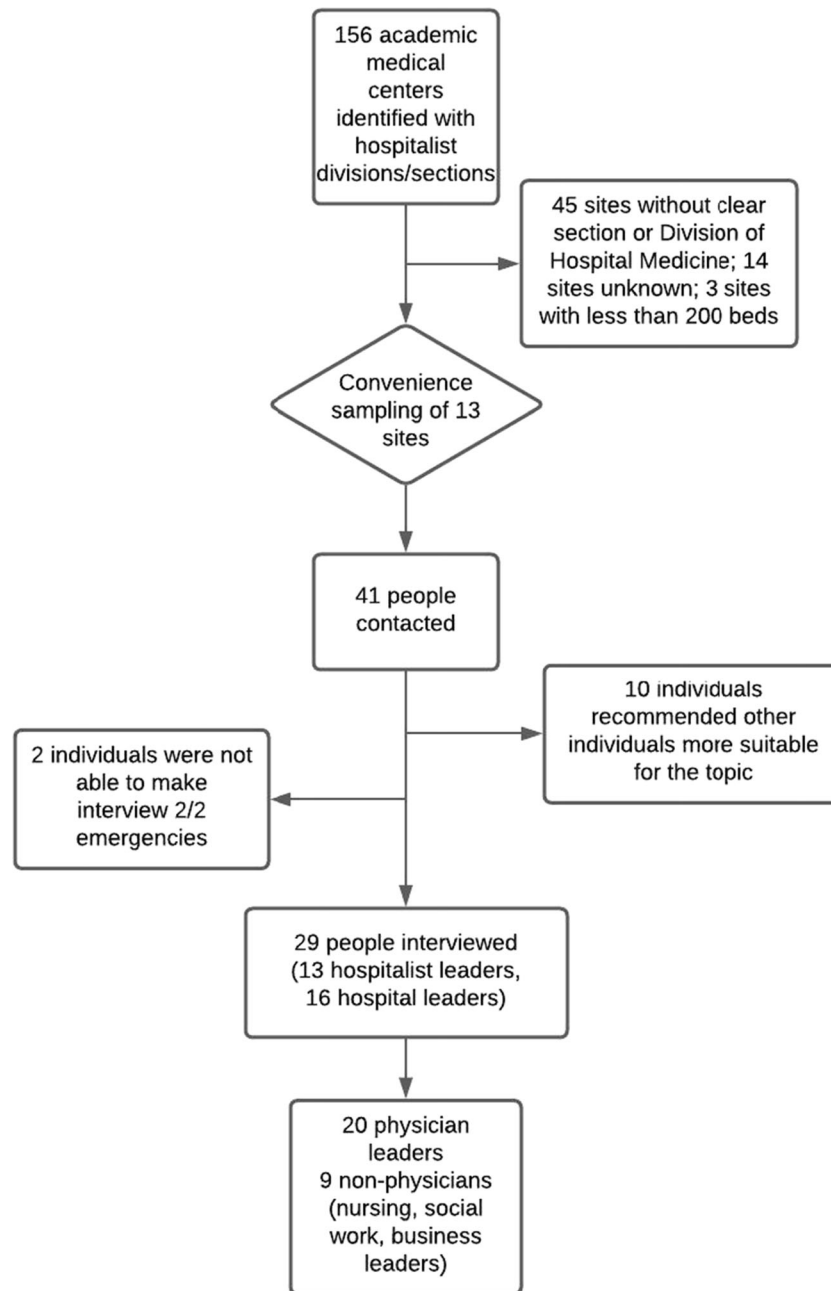 156 academic
medical
centers
identified with
hospitalist
divisions/sections
45 sites without clear
section or Division of
Hospital Medicine; 14
sites unknown; 3 sites
with less than 200 beds
Convenience
sampling of 13
sites
41 people
contacted
10 individuals
recommended other
individuals more suitable
for the topic
2 individuals were not
able to make
interview 2/2
emergencies
29 people interviewed
(13 hospitalist leaders,
16 hospital leaders)
20 physician
leaders
9 non-physicians
(nursing, social
work, business
leaders)